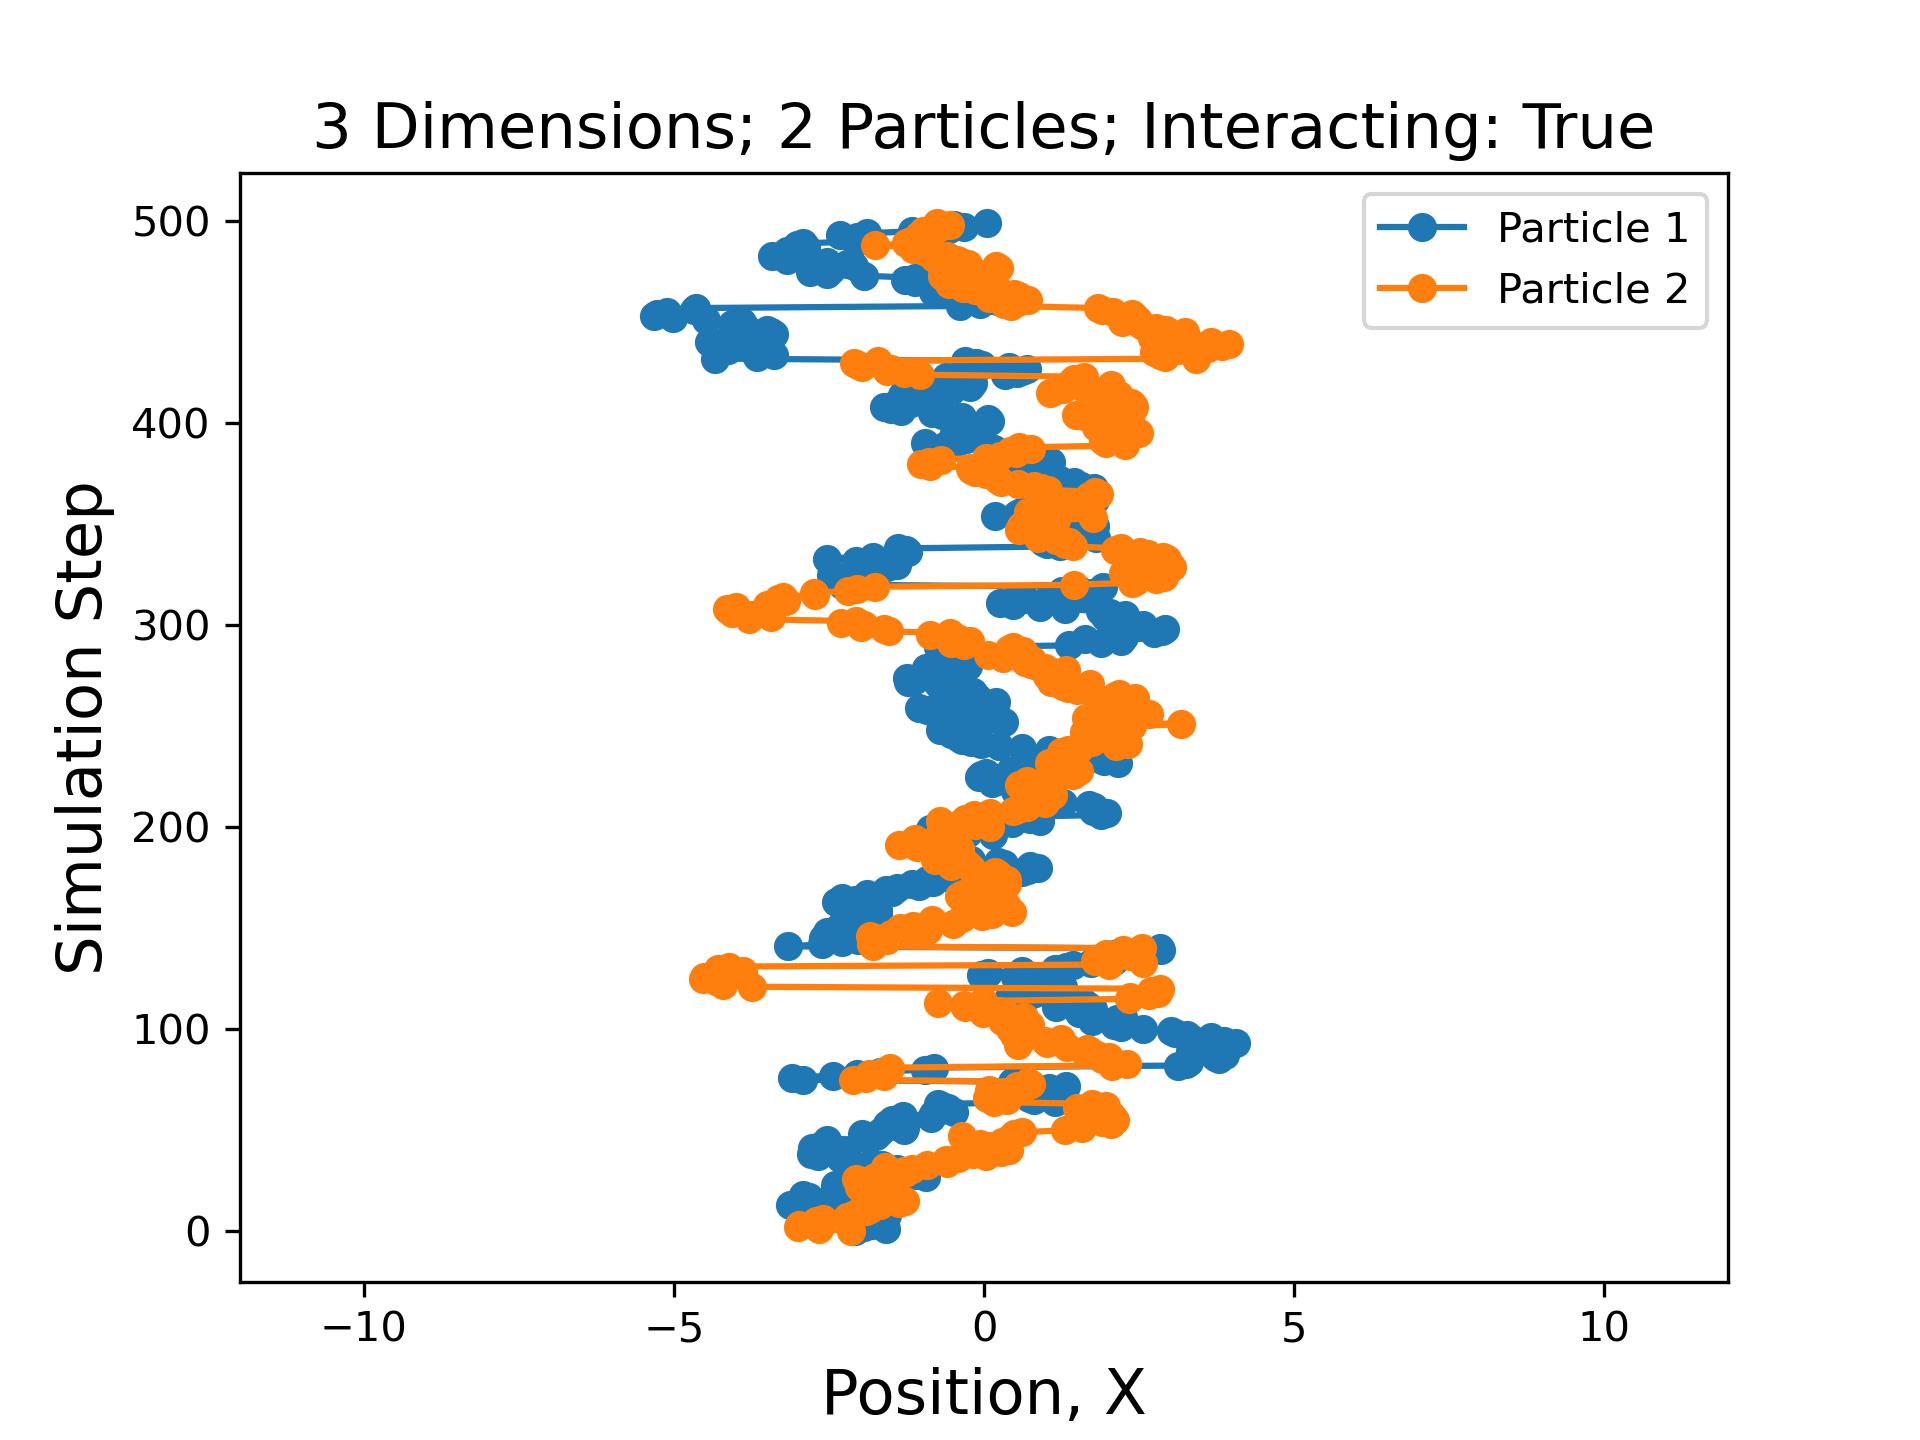 3 Dimensions; 2 Particles; Interacting: True
Particle 1
Particle 2
500
400
300
200
100
0
Simulation Step
−10 −5 0 5 10
Position, X